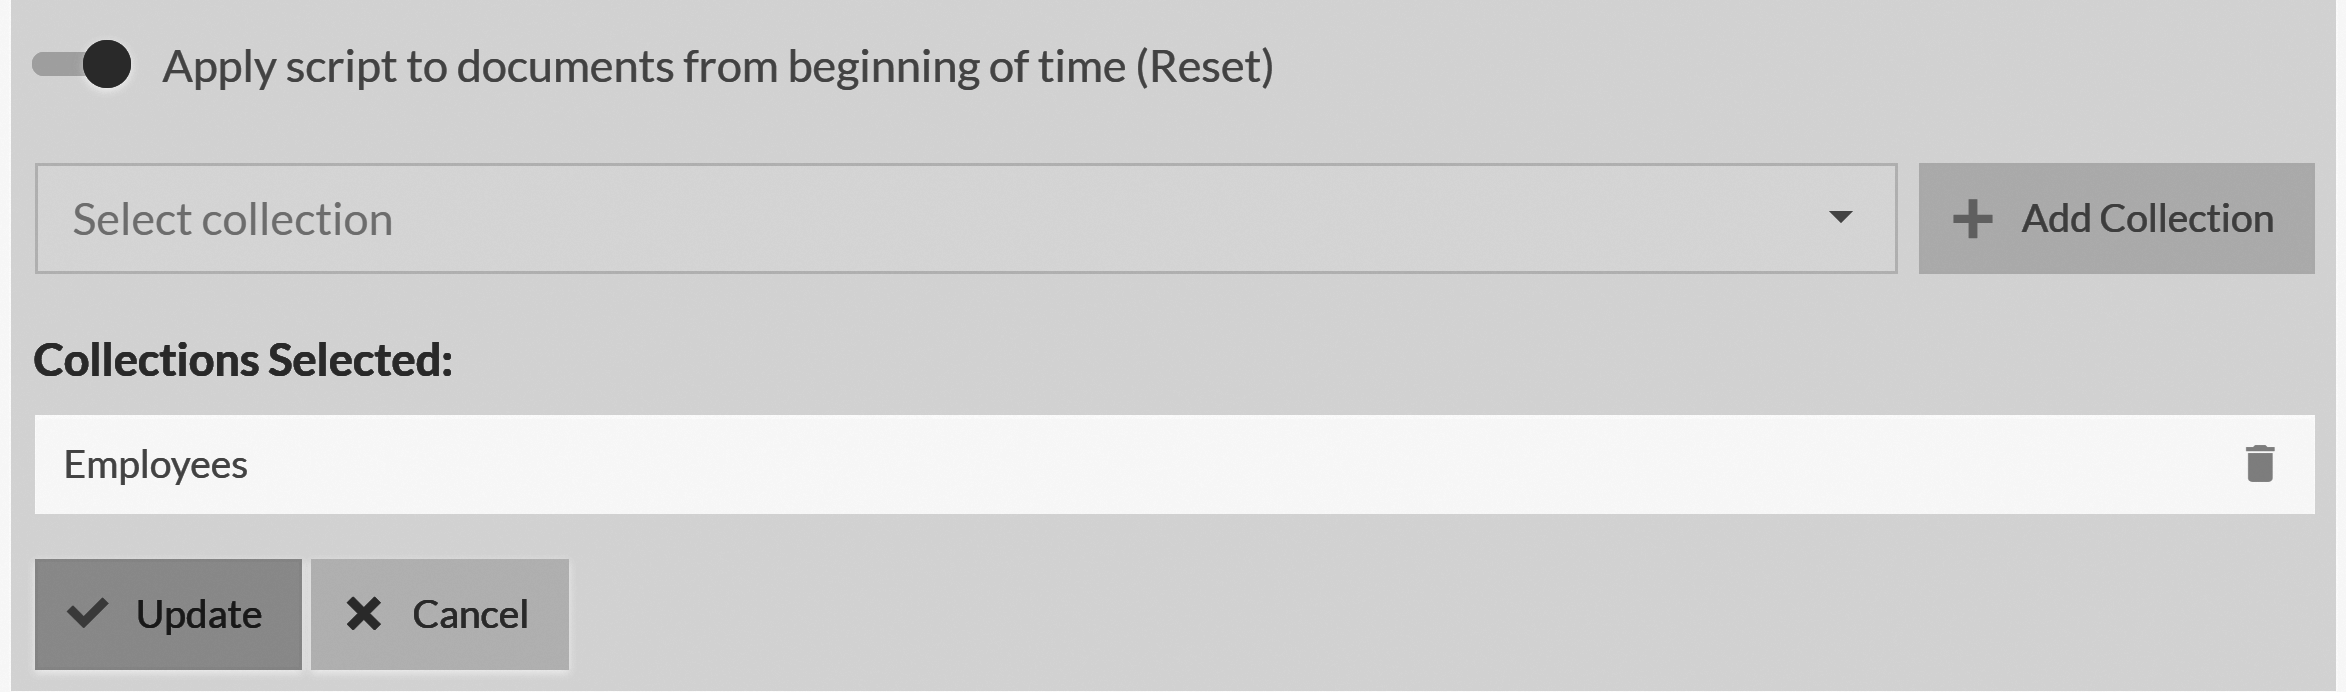 Apply script to documents from beginning of time (Reset)
Select collection
Add Collection
Collections Selected:
Employees
Update
Cancel